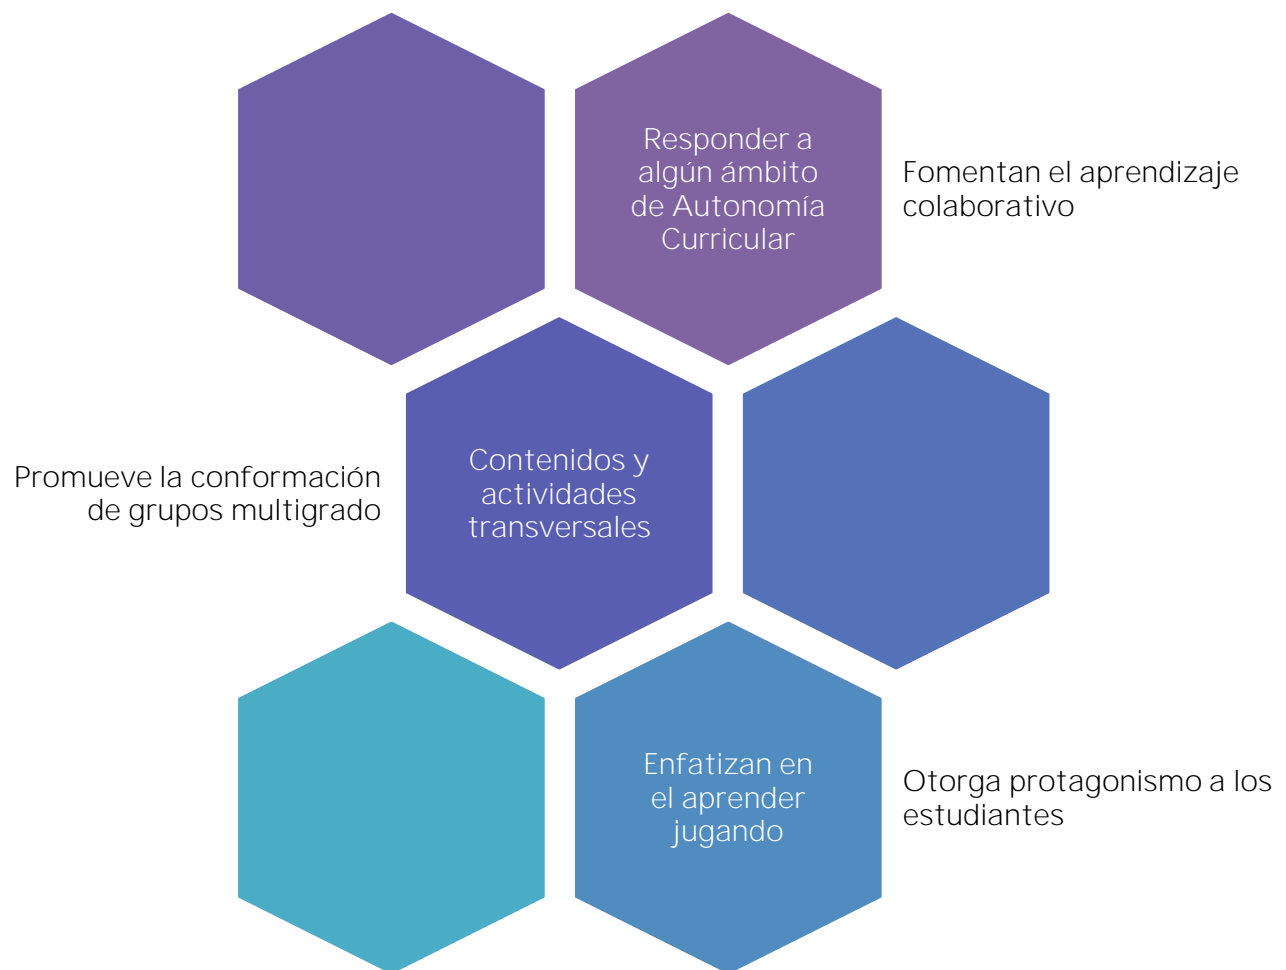 Responder a
algún ámbito
de Autonomía
Curricular
Fomentan el aprendizaje
colaborativo
Promueve la conformación
de grupos multigrado
Contenidos y
actividades
transversales
Enfatizan en
el aprender
jugando
Otorga protagonismo a los
estudiantes